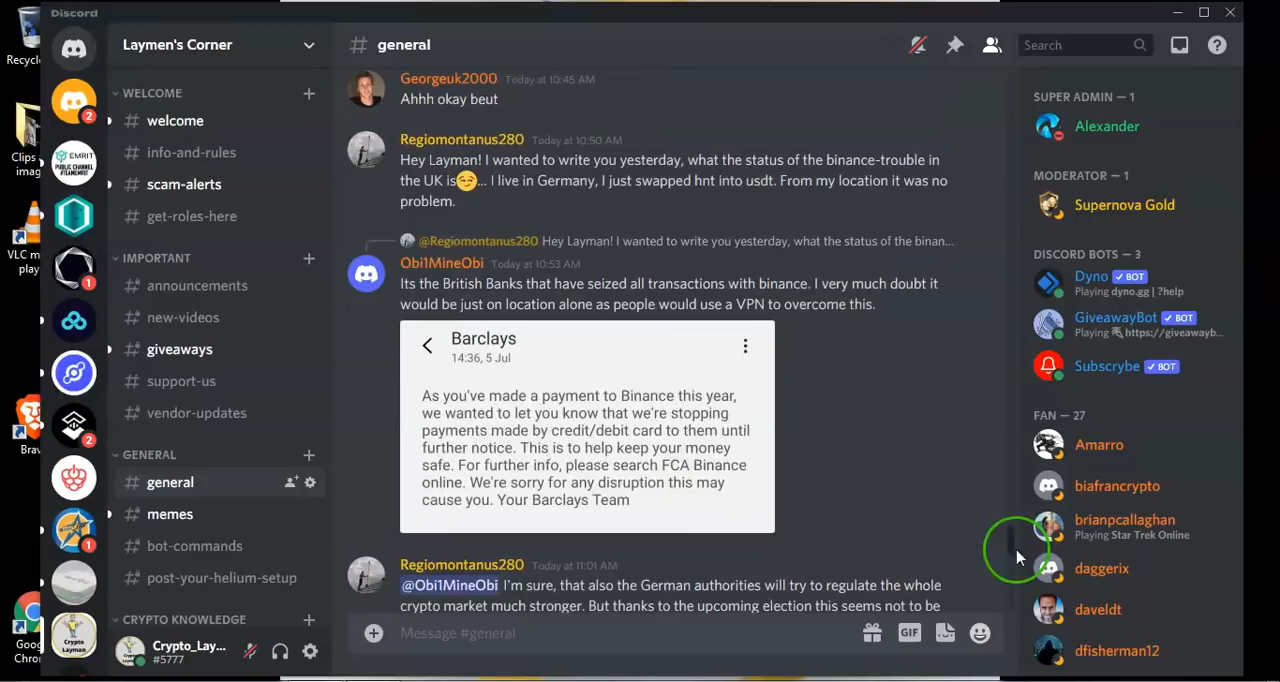 Discord
Recycle
Clips
imag
VLC m
play
Brav
Goog
Chron
EMRIT
PUBLIC CHANNEL
#TEAMEMRIT
2
1
2
1
Crypto
Layman
Laymen's Corner
WELCOME
welcome
info-and-rules
scam-alerts
get-roles-here
IMPORTANT
announcements
new-videos
giveaways
support-us
vendor-updates
GENERAL
general
memes
bot-commands
post-your-helium-setup
CRYPTO KNOWLEDGE
Crypto_Lay...
#5777
# general
Search
Georgeuk2000 Today at 10:45 AM
Ahhh okay beut
Regiomontanus280 Today at 10:50 AM
Hey Layman! I wanted to write you yesterday, what the status of the binance-trouble in
the UK is😏... I live in Germany, I just swapped hnt into usdt. From my location it was no
problem.
@Regiomontanus280 Hey Layman! I wanted to write you yesterday, what the status of the binan...
Obi1MineObi Today at 10:53 AM
Its the British Banks that have seized all transactions with binance. I very much doubt it
would be just on location alone as people would use a VPN to overcome this.
Barclays
14:36, 5 Jul
As you've made a payment to Binance this year,
we wanted to let you know that we're stopping
payments made by credit/debit card to them until
further notice. This is to help keep your money
safe. For further info, please search FCA Binance
online. We're sorry for any disruption this may
cause you. Your Barclays Team
Regiomontanus280 Today at 11:01 AM
@Obi1MineObi I'm sure, that also the German authorities will try to regulate the whole
crypto market much stronger. But thanks to the upcoming election this seems not to be
Message #general
GIF
SUPER ADMIN — 1
Alexander
MODERATOR — 1
Supernova Gold
DISCORD BOTS — 3
Dyno ✓ BOT
Playing dyno.gg | ?help
GiveawayBot ✓ BOT
Playing https://giveawayb...
Subscrybe ✓ BOT
FAN — 27
Amarro
biafrancrypto
brianpcallaghan
Playing Star Trek Online
daggerix
daveldt
dfisherman12